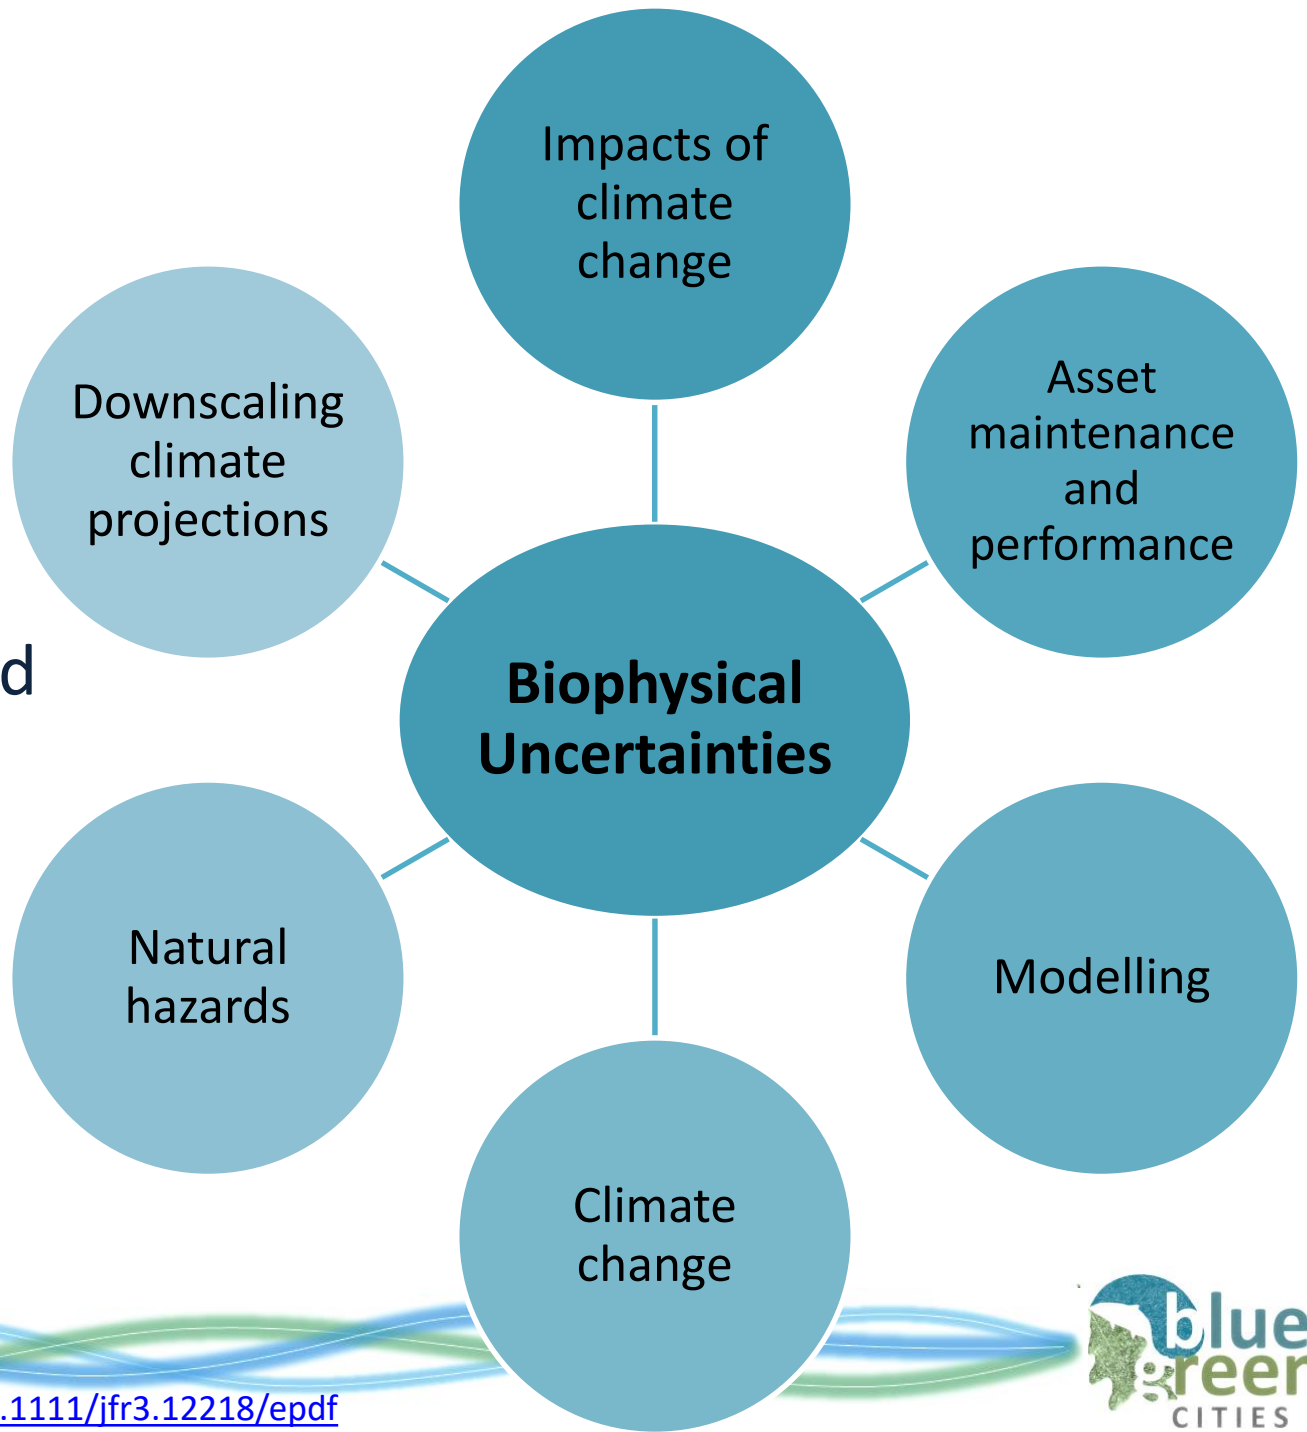 Impacts of
climate
change
Downscaling
climate
projections
Asset
maintenance
and
performance
d
Biophysical
Uncertainties
Natural
hazards
Modelling
Climate
change
blue
green
CITIES
.1111/jfr3.12218/epdf